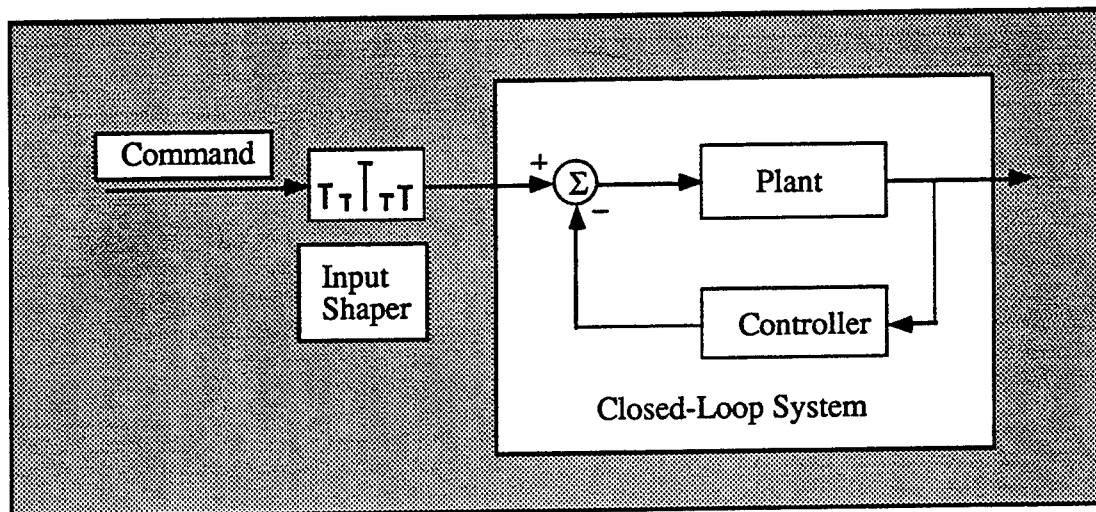 Command
+
Σ
−
Plant
Input
Shaper
Controller
Closed-Loop System